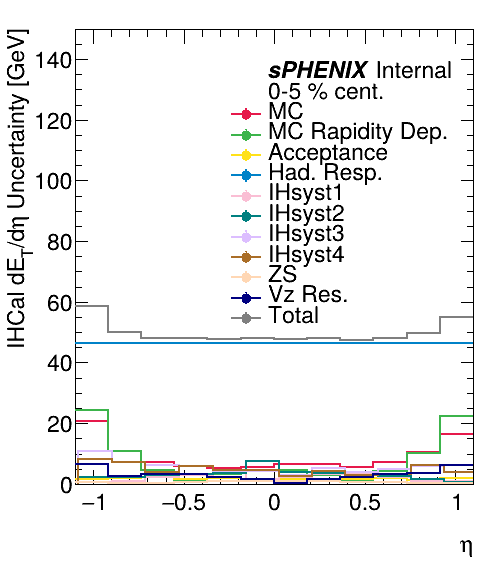 IHCal dE_T/dη Uncertainty [GeV]
140
120
100
80
60
40
20
0
sPHENIX Internal
0-5 % cent.
MC
MC Rapidity Dep.
Acceptance
Had. Resp.
IHsyst1
IHsyst2
IHsyst3
IHsyst4
ZS
Vz Res.
Total
−1 −0.5 0 0.5 1
η